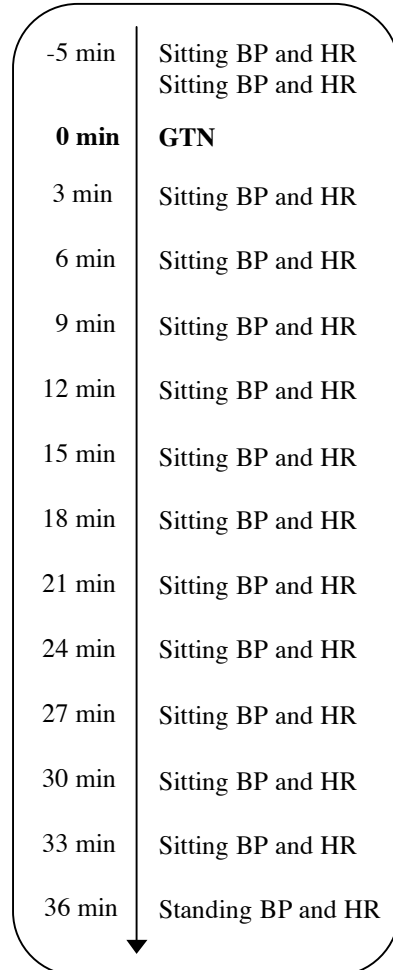 -5 min Sitting BP and HR
Sitting BP and HR
0 min GTN
3 min Sitting BP and HR
6 min Sitting BP and HR
9 min Sitting BP and HR
12 min Sitting BP and HR
15 min Sitting BP and HR
18 min Sitting BP and HR
21 min Sitting BP and HR
24 min Sitting BP and HR
27 min Sitting BP and HR
30 min Sitting BP and HR
33 min Sitting BP and HR
36 min Standing BP and HR